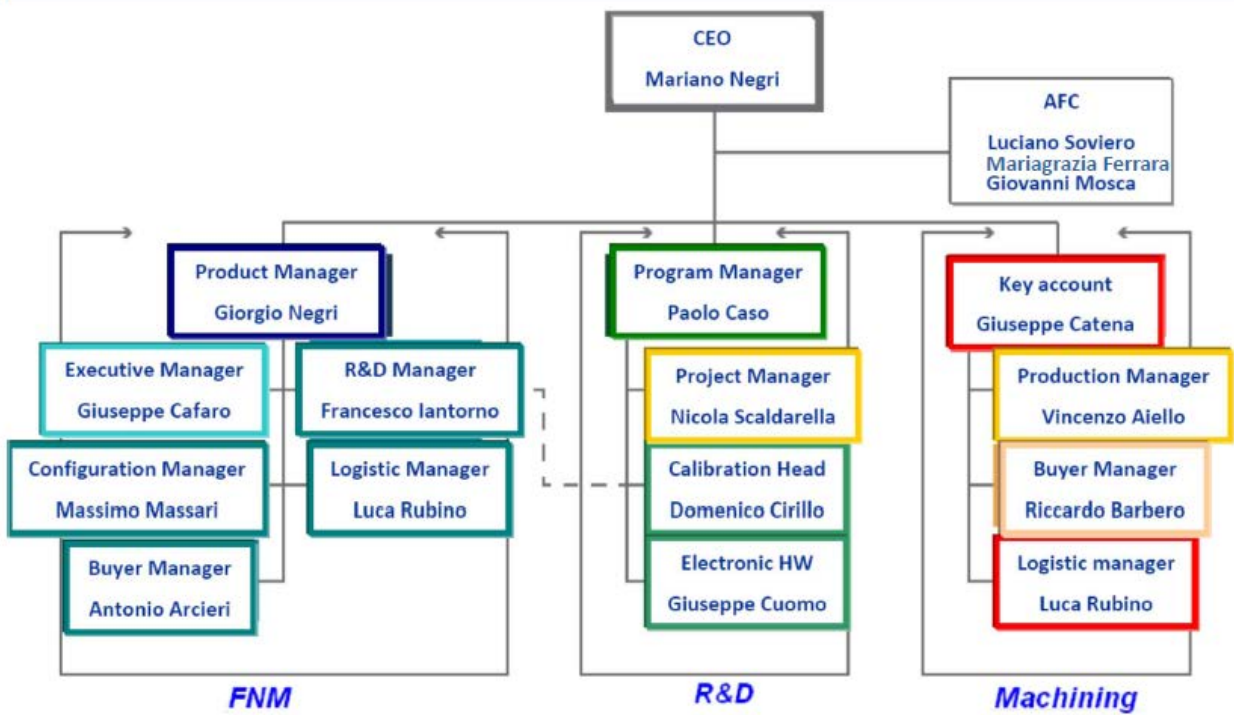 CEO
Mariano Negri
AFC
Luciano Soviero
Mariagrazia Ferrara
Giovanni Mosca
Product Manager
Giorgio Negri
Executive Manager
Giuseppe Cafaro
R&D Manager
Francesco Iantorno
Configuration Manager
Massimo Massari
Logistic Manager
Luca Rubino
Buyer Manager
Antonio Arcieri
FNM
Program Manager
Paolo Caso
Project Manager
Nicola Scaldarella
Calibration Head
Domenico Cirillo
Electronic HW
Giuseppe Cuomo
R&D
Key account
Giuseppe Catena
Production Manager
Vincenzo Aiello
Buyer Manager
Riccardo Barbero
Logistic manager
Luca Rubino
Machining